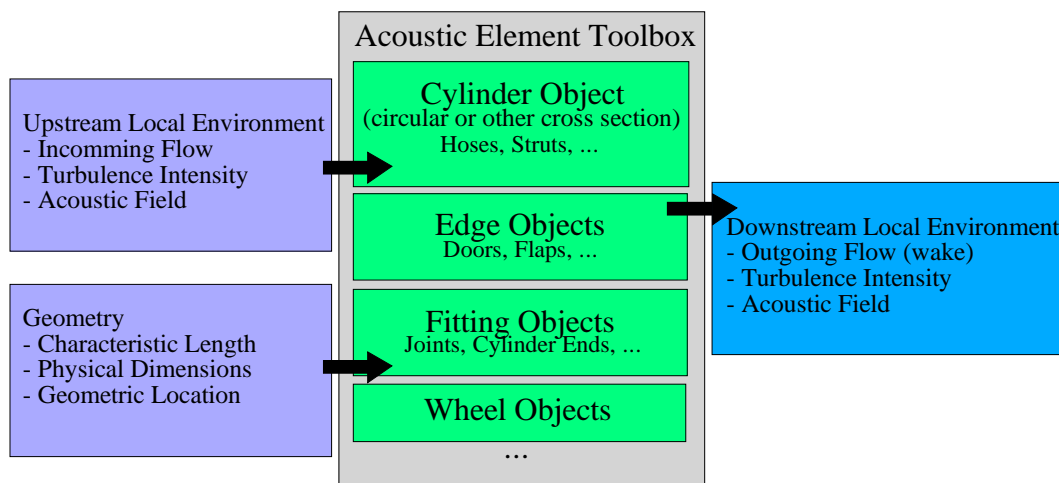 Acoustic Element Toolbox
Upstream Local Environment
- Incomming Flow
- Turbulence Intensity
- Acoustic Field
Geometry
- Characteristic Length
- Physical Dimensions
- Geometric Location
Cylinder Object
(circular or other cross section)
Hoses, Struts, ...
Edge Objects
Doors, Flaps, ...
Fitting Objects
Joints, Cylinder Ends, ...
Wheel Objects
...
Downstream Local Environment
- Outgoing Flow (wake)
- Turbulence Intensity
- Acoustic Field